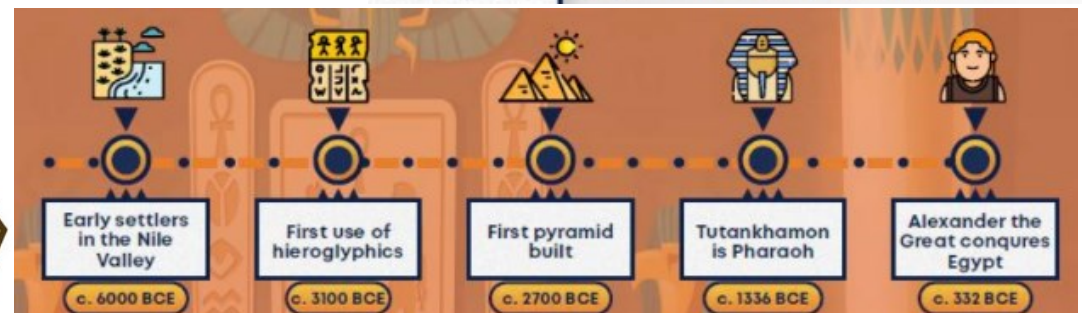 Early settlers
in the Nile
Valley
c. 6000 BCE
First use of
hieroglyphics
c. 3100 BCE
First pyramid
built
c. 2700 BCE
Tutankhamon
is Pharaoh
c. 1336 BCE
Alexander the
Great conqures
Egypt
c. 332 BCE